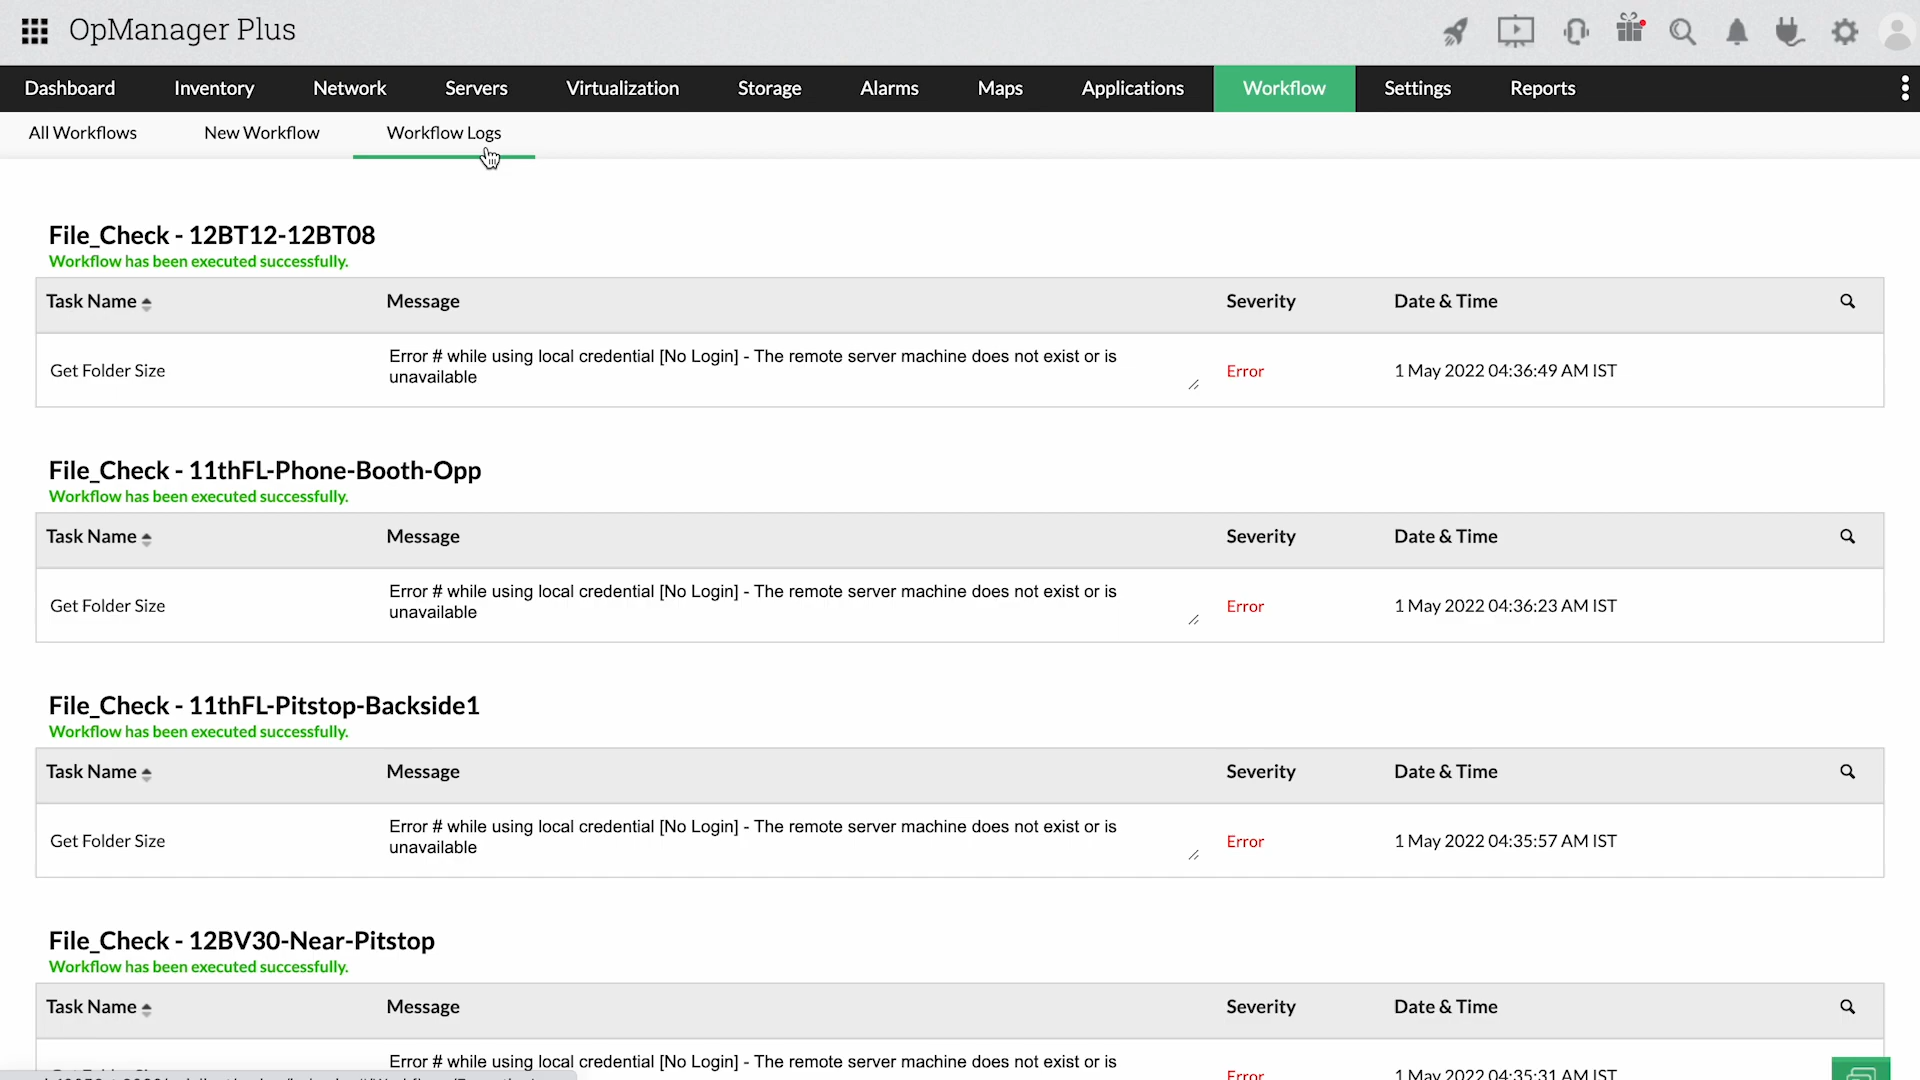 OpManager Plus
Dashboard Inventory Network Servers Virtualization Storage Alarms Maps Applications Workflow Settings Reports
All Workflows New Workflow Workflow Logs
File_Check - 12BT12-12BT08
Workflow has been executed successfully.
Task Name Message Severity Date & Time
Get Folder Size Error # while using local credential [No Login] - The remote server machine does not exist or is Error 1 May 2022 04:36:49 AM IST
unavailable
File_Check - 11thFL-Phone-Booth-Opp
Workflow has been executed successfully.
Task Name Message Severity Date & Time
Get Folder Size Error # while using local credential [No Login] - The remote server machine does not exist or is Error 1 May 2022 04:36:23 AM IST
unavailable
File_Check - 11thFL-Pitstop-Backside1
Workflow has been executed successfully.
Task Name Message Severity Date & Time
Get Folder Size Error # while using local credential [No Login] - The remote server machine does not exist or is Error 1 May 2022 04:35:57 AM IST
unavailable
File_Check - 12BV30-Near-Pitstop
Workflow has been executed successfully.
Task Name Message Severity Date & Time
Error # while using local credential [No Login] - The remote server machine does not exist or is
Error 1 May 2022 04:35:31 AM IST